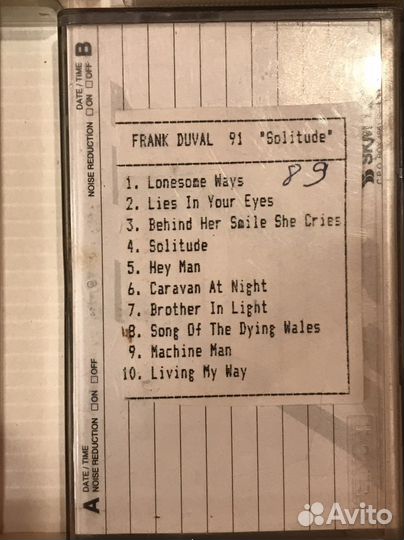 B
DATE / TIME
NOISE REDUCTION □ ON □ OFF
FRANK DUVAL 91 "Solitude"
89
1. Lonesome Ways
2. Lies In Your Eyes
3. Behind Her Smile She Cries
4. Solitude
5. Hey Man
6. Caravan At Night
7. Brother In Light
8. Song Of The Dying Wales
9. Machine Man
10. Living My Way
A
DATE / TIME
NOISE REDUCTION □ ON □ OFF
Avito